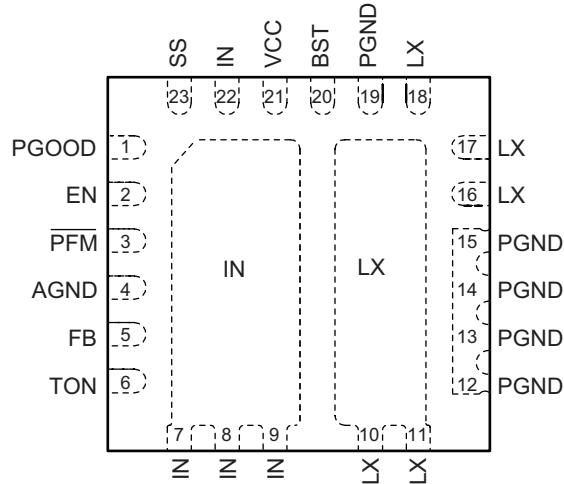 SS IN VCC BST PGND LX
23 22 21 20 19 18
PGOOD 1 17 LX
EN 2 16 LX
PFM 3 15 PGND
AGND 4 14 PGND
FB 5 13 PGND
TON 6 12 PGND
IN LX
7 8 9 10 11
IN IN IN LX LX